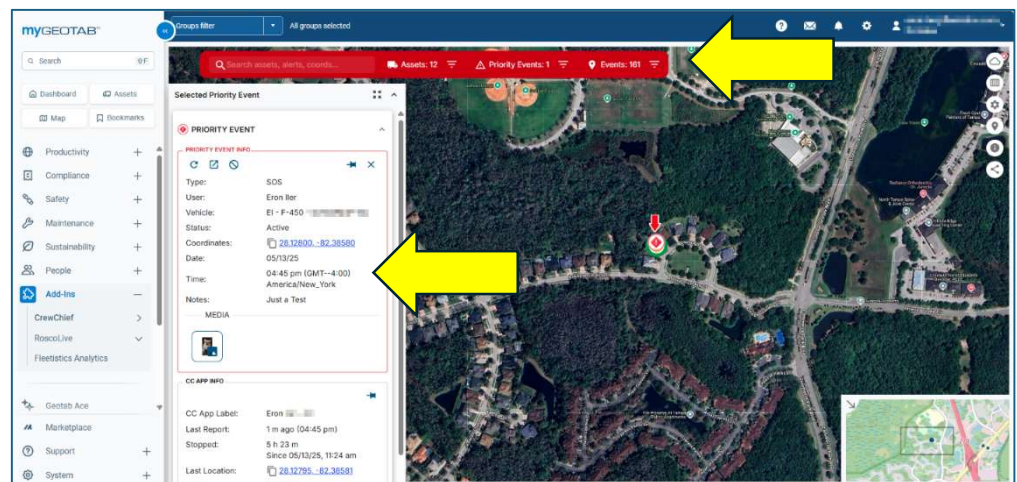 myGEOTAB™
Groups filter
All groups selected
Search
Dashboard
Assets
Map
Bookmarks
Productivity
Compliance
Safety
Maintenance
Sustainability
People
Add-Ins
CrewChief
RoscoLive
Fleetistics Analytics
Geotab Ace
Marketplace
Support
System
Search assets, alerts, coords...
Assets: 12
Priority Events: 1
Events: 161
Selected Priority Event
PRIORITY EVENT
PRIORITY EVENT INFO
Type: SOS
User: Eron Iler
Vehicle: EI - F-450
Status: Active
Coordinates: 28.12800, -82.38580
Date: 05/13/25
Time: 04:45 pm (GMT--4:00)
America/New_York
Notes: Just a Test
MEDIA
CC APP INFO
CC App Label: Eron
Last Report: 1 m ago (04:45 pm)
Stopped: 5 h 23 m
Since 05/13/25, 11:24 am
Last Location: 28.12795, -82.38581